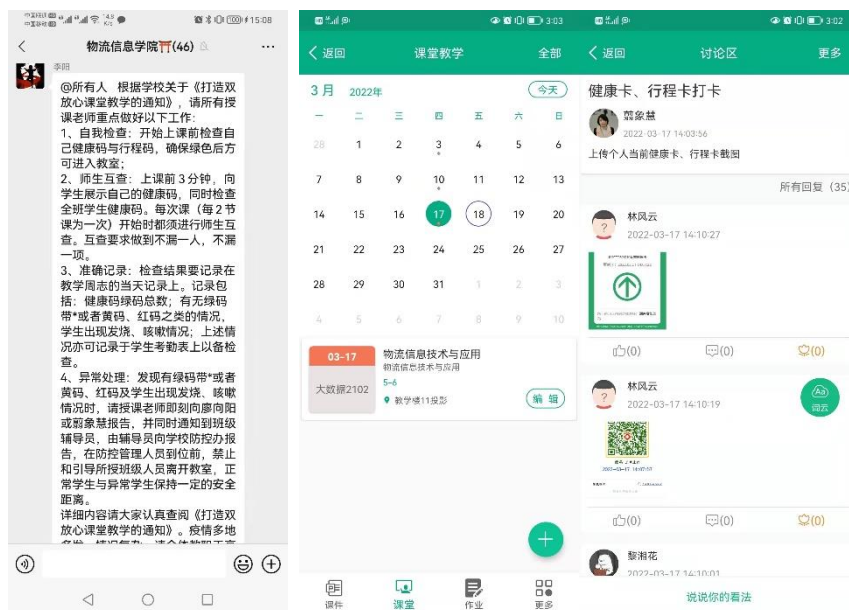 15:08
物流信息学院⛩(46)
李阳
@所有人 根据学校关于《打造双
放心课堂教学的通知》，请所有授
课老师重点做好以下工作：
1、自我检查：开始上课前检查自
己健康码与行程码，确保绿色后方
可进入教室；
2、师生互查：上课前3分钟，向
学生展示自己的健康码，同时检查
全班学生健康码。每次课（每2节
课为一次）开始时都须进行师生互
查。互查要求做到不漏一人，不漏
一项。
3、准确记录：检查结果要记录在
教学周志的当天记录上。记录包
括：健康码绿码总数；有无绿码
带*或者黄码、红码之类的情况，
学生出现发烧、咳嗽情况；上述情
况亦可记录于学生考勤表上以备检
查。
4、异常处理：发现有绿码带*或者
黄码、红码及学生出现发烧、咳嗽
情况时，请授课老师即刻向廖向阳
或翦象慧报告，并同时通知到班级
辅导员，由辅导员向学校防控办报
告，在防控管理人员到位前，禁止
和引导所授班级人员离开教室，正
常学生与异常学生保持一定的安全
距离。
详细内容请大家认真查阅《打造双
放心课堂教学的通知》。疫情多地
3:03
返回 课堂教学 全部
3月 2022年 今天
一 二 三 四 五 六 日
28 1 2 3 4 5 6
7 8 9 10 11 12 13
14 15 16 17 18 19 20
21 22 23 24 25 26 27
28 29 30 31 1 2 3
4 5 6 7 8 9 10
03-17
大数据2102
物流信息技术与应用
物流信息技术与应用
5-6
教学楼11投影
编 辑
课件 课堂 作业 更多
3:02
返回 讨论区 更多
健康卡、行程卡打卡
翦象慧
2022-03-17 14:03:56
上传个人当前健康卡、行程卡截图
所有回复（35）
林风云
2022-03-17 14:10:27
(0) (0) (0)
林风云
2022-03-17 14:10:19
Aa
词云
(0) (0) (0)
黎湘花
2022-03-17 14:10:01
说说你的看法